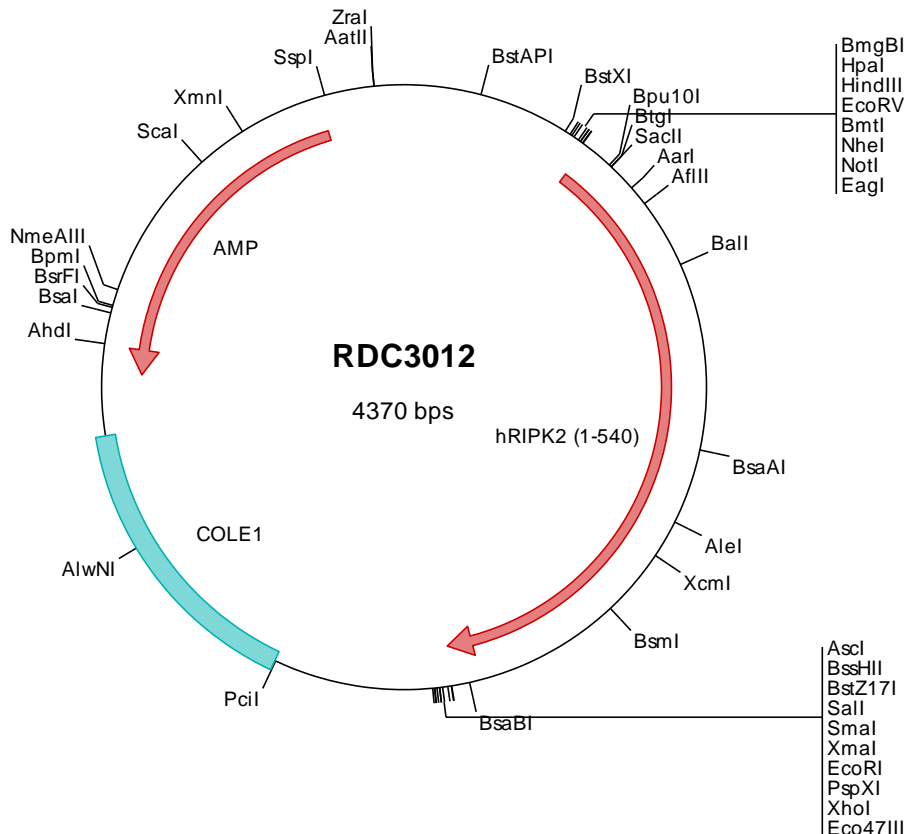 ZraI
AatII
SspI
BstAPI
XmnI
ScaI
BstXI
Bpu10I
BtgI
SacII
AarI
AflII
BmgBI
HpaI
HindIII
EcoRV
BmtI
NheI
NotI
EagI
BalI
NmeAIII
BpmI
BsrFI
BsaI
AhdI
AMP
RDC3012
4370 bps
hRIPK2 (1-540)
BsaAI
COLE1
AleI
AlwNI
XcmI
BsmI
PciI
BsaBI
AscI
BssHII
BstZ17I
SalI
SmaI
XmaI
EcoRI
PspXI
XhoI
Eco47III